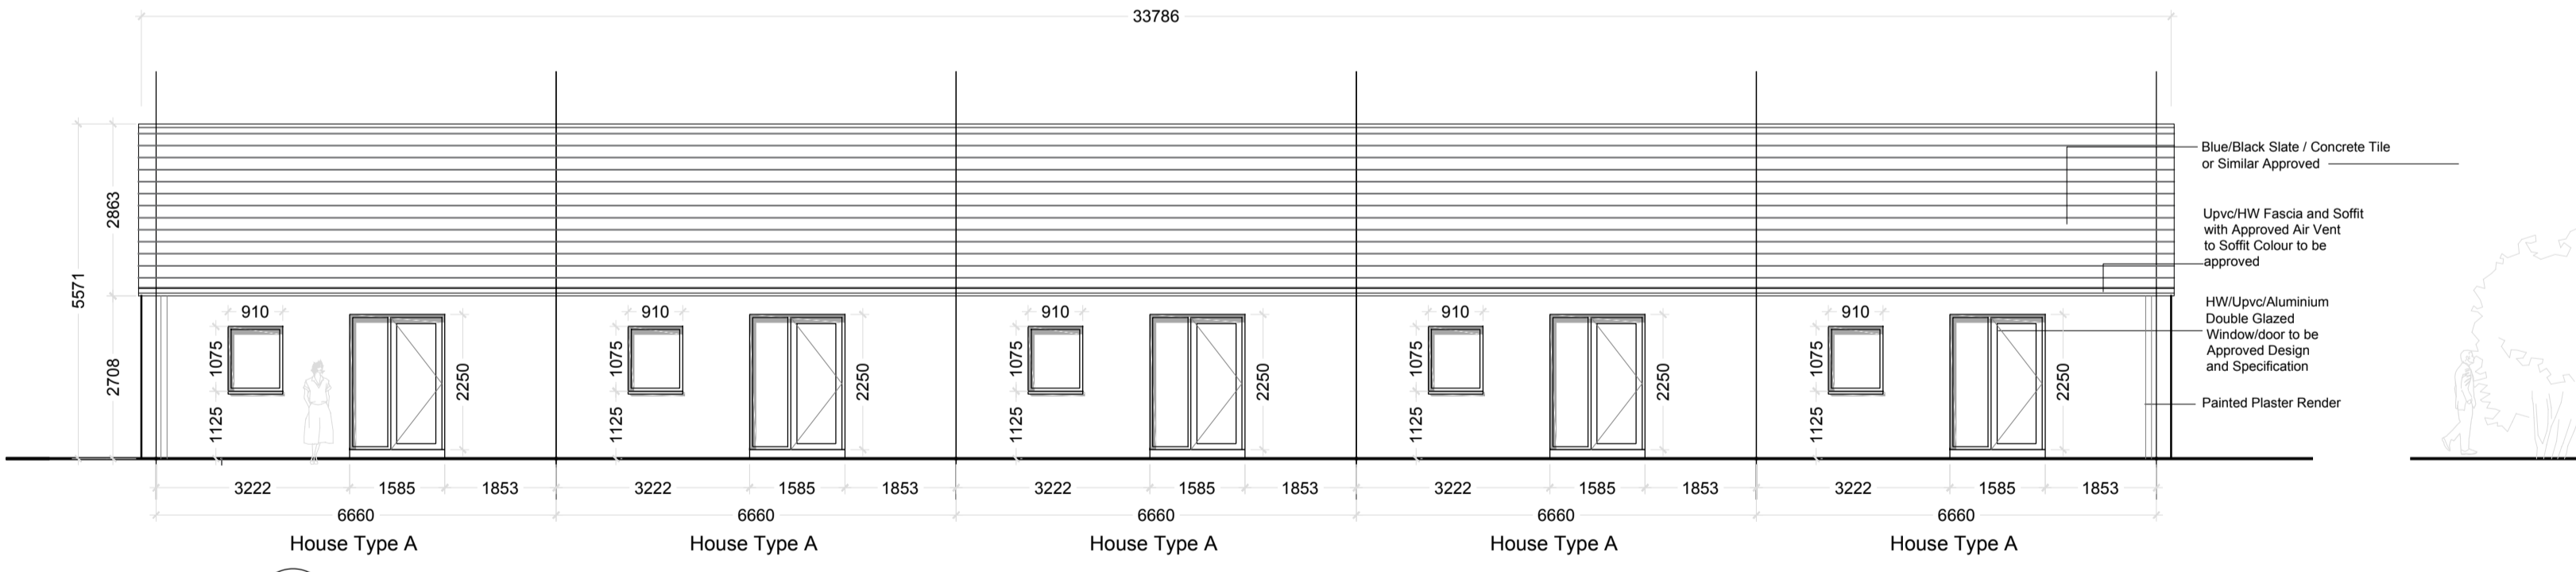 33786
Blue/Black Slate / Concrete Tile
or Similar Approved
Upvc/HW Fascia and Soffit
with Approved Air Vent
to Soffit Colour to be
approved
HW/Upvc/Aluminium
Double Glazed
Window/door to be
Approved Design
and Specification
Painted Plaster Render
5571
2863
2708
910 910 910 910 910
1075 1075 1075 1075 1075
2250 2250 2250 2250 2250
1125 1125 1125 1125 1125
3222 1585 1853 3222 1585 1853 3222 1585 1853 3222 1585 1853 3222 1585 1853
6660 6660 6660 6660 6660
House Type A House Type A House Type A House Type A House Type A